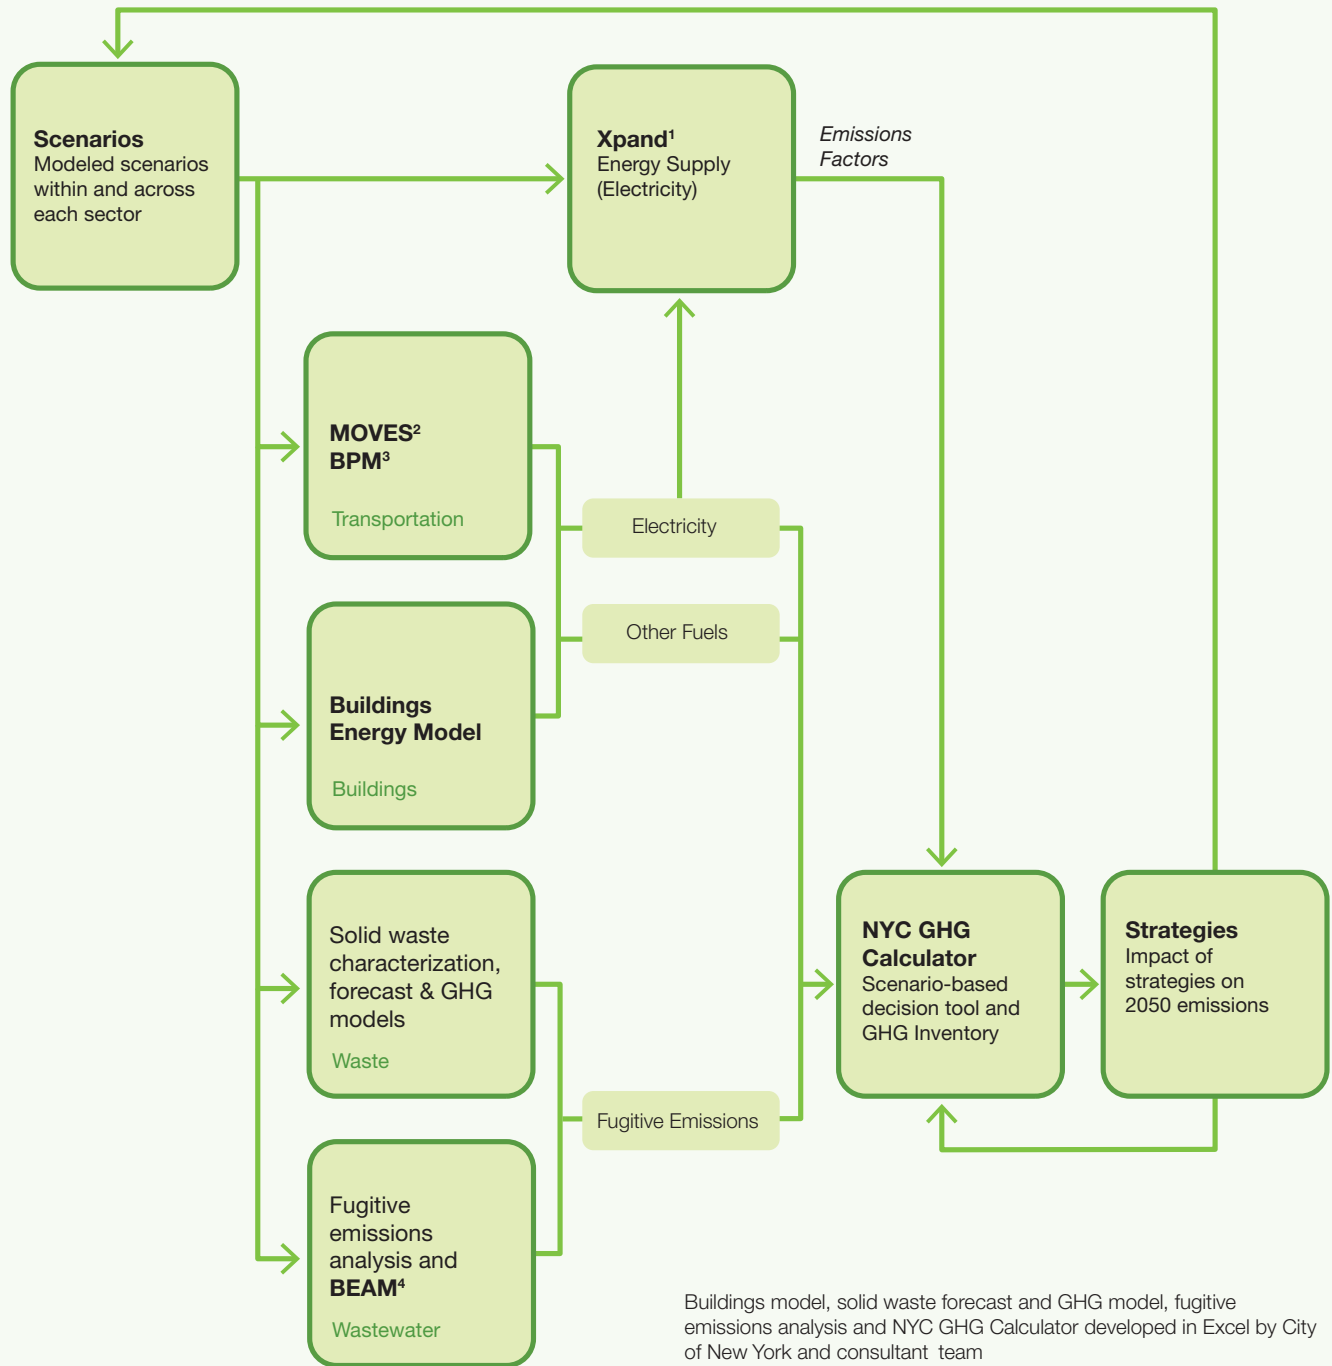 Scenarios
Modeled scenarios
within and across
each sector
Xpand¹
Energy Supply
(Electricity)
Emissions
Factors
MOVES²
BPM³
Transportation
Electricity
Other Fuels
Buildings
Energy Model
Buildings
Solid waste
characterization,
forecast & GHG
models
Waste
NYC GHG
Calculator
Scenario-based
decision tool and
GHG Inventory
Strategies
Impact of
strategies on
2050 emissions
Fugitive Emissions
Fugitive
emissions
analysis and
BEAM⁴
Wastewater
Buildings model, solid waste forecast and GHG model, fugitive
emissions analysis and NYC GHG Calculator developed in Excel by City
of New York and consultant team